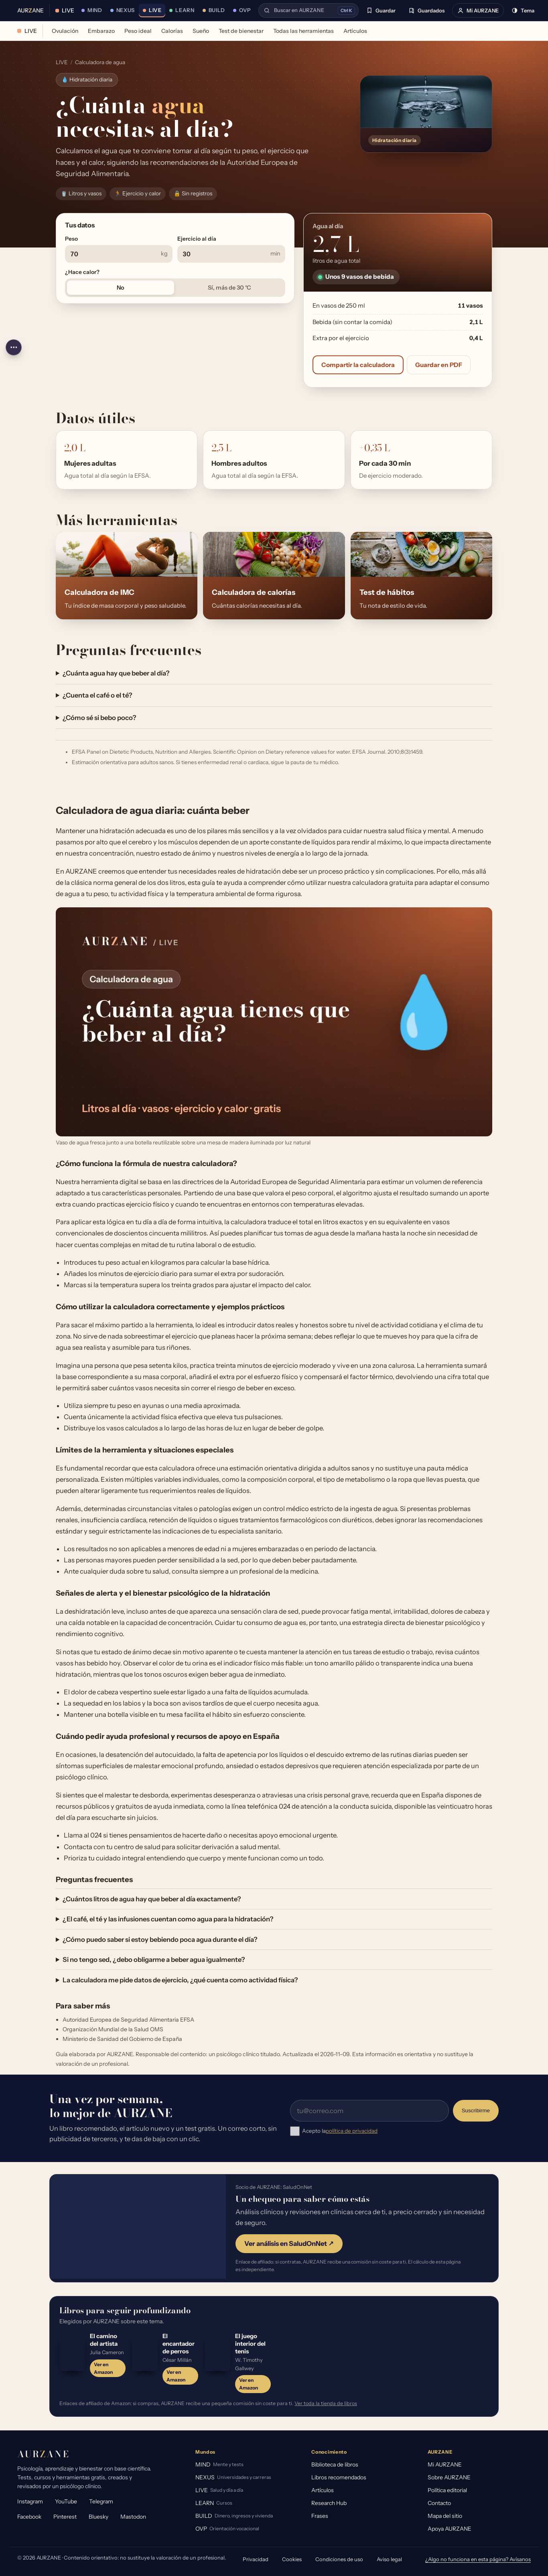 AURZANE LIVE MIND NEXUS LIVE LEARN BUILD OVP Buscar en AURZANE Ctrl K Guardar Guardados Mi AURZANE Tema
LIVE Ovulación Embarazo Peso ideal Calorías Sueño Test de bienestar Todas las herramientas Artículos
LIVE / Calculadora de agua
Hidratación diaria
¿Cuánta agua
necesitas al día?
Calculamos el agua que te conviene tomar al día según tu peso, el ejercicio que
haces y el calor, siguiendo las recomendaciones de la Autoridad Europea de
Seguridad Alimentaria.
Litros y vasos Ejercicio y calor Sin registros
Hidratación diaria
Tus datos
Peso Ejercicio al día
70 kg 30 min
¿Hace calor?
No Sí, más de 30 °C
Agua al día
2,7 L
litros de agua total
Unos 9 vasos de bebida
En vasos de 250 ml 11 vasos
Bebida (sin contar la comida) 2,1 L
Extra por el ejercicio 0,4 L
Compartir la calculadora Guardar en PDF
Datos útiles
2,0 L
Mujeres adultas
Agua total al día según la EFSA.
2,5 L
Hombres adultos
Agua total al día según la EFSA.
+0,35 L
Por cada 30 min
De ejercicio moderado.
Más herramientas
Calculadora de IMC
Tu índice de masa corporal y peso saludable.
Calculadora de calorías
Cuántas calorías necesitas al día.
Test de hábitos
Tu nota de estilo de vida.
Preguntas frecuentes
¿Cuánta agua hay que beber al día?
¿Cuenta el café o el té?
¿Cómo sé si bebo poco?
EFSA Panel on Dietetic Products, Nutrition and Allergies. Scientific Opinion on Dietary reference values for water. EFSA Journal. 2010;8(3):1459.
Estimación orientativa para adultos sanos. Si tienes enfermedad renal o cardiaca, sigue la pauta de tu médico.
Calculadora de agua diaria: cuánta beber
Mantener una hidratación adecuada es uno de los pilares más sencillos y a la vez olvidados para cuidar nuestra salud física y mental. A menudo
pasamos por alto que el cerebro y los músculos dependen de un aporte constante de líquidos para rendir al máximo, lo que impacta directamente
en nuestra concentración, nuestro estado de ánimo y nuestros niveles de energía a lo largo de la jornada.
En AURZANE creemos que entender tus necesidades reales de hidratación debe ser un proceso práctico y sin complicaciones. Por ello, más allá
de la clásica norma general de los dos litros, esta guía te ayuda a comprender cómo utilizar nuestra calculadora gratuita para adaptar el consumo
de agua a tu peso, tu actividad física y la temperatura ambiental de forma rigurosa.
AURZANE / LIVE
Calculadora de agua
¿Cuánta agua tienes que
beber al día?
Litros al día · vasos · ejercicio y calor · gratis
Vaso de agua fresca junto a una botella reutilizable sobre una mesa de madera iluminada por luz natural
¿Cómo funciona la fórmula de nuestra calculadora?
Nuestra herramienta digital se basa en las directrices de la Autoridad Europea de Seguridad Alimentaria para estimar un volumen de referencia
adaptado a tus características personales. Partiendo de una base que valora el peso corporal, el algoritmo ajusta el resultado sumando un aporte
extra cuando practicas ejercicio físico y cuando te encuentras en entornos con temperaturas elevadas.
Para aplicar esta lógica en tu día a día de forma intuitiva, la calculadora traduce el total en litros exactos y en su equivalente en vasos
convencionales de doscientos cincuenta mililitros. Así puedes planificar tus tomas de agua desde la mañana hasta la noche sin necesidad de
hacer cuentas complejas en mitad de tu rutina laboral o de estudio.
Introduces tu peso actual en kilogramos para calcular la base hídrica.
Añades los minutos de ejercicio diario para sumar el extra por sudoración.
Marcas si la temperatura supera los treinta grados para ajustar el impacto del calor.
Cómo utilizar la calculadora correctamente y ejemplos prácticos
Para sacar el máximo partido a la herramienta, lo ideal es introducir datos reales y honestos sobre tu nivel de actividad cotidiana y el clima de tu
zona. No sirve de nada sobreestimar el ejercicio que planeas hacer la próxima semana; debes reflejar lo que te mueves hoy para que la cifra de
agua sea realista y asumible para tus riñones.
Imagina una persona que pesa setenta kilos, practica treinta minutos de ejercicio moderado y vive en una zona calurosa. La herramienta sumará
la base correspondiente a su masa corporal, añadirá el extra por el esfuerzo físico y compensará el factor térmico, devolviendo una cifra total que
le permitirá saber cuántos vasos necesita sin correr el riesgo de beber en exceso.
Utiliza siempre tu peso en ayunas o una media aproximada.
Cuenta únicamente la actividad física efectiva que eleva tus pulsaciones.
Distribuye los vasos calculados a lo largo de las horas de luz en lugar de beber de golpe.
Límites de la herramienta y situaciones especiales
Es fundamental recordar que esta calculadora ofrece una estimación orientativa dirigida a adultos sanos y no sustituye una pauta médica
personalizada. Existen múltiples variables individuales, como la composición corporal, el tipo de metabolismo o la ropa que llevas puesta, que
pueden alterar ligeramente tus requerimientos reales de líquidos.
Además, determinadas circunstancias vitales o patologías exigen un control médico estricto de la ingesta de agua. Si presentas problemas
renales, insuficiencia cardíaca, retención de líquidos o sigues tratamientos farmacológicos con diuréticos, debes ignorar las recomendaciones
estándar y seguir estrictamente las indicaciones de tu especialista sanitario.
Los resultados no son aplicables a menores de edad ni a mujeres embarazadas o en periodo de lactancia.
Las personas mayores pueden perder sensibilidad a la sed, por lo que deben beber pautadamente.
Ante cualquier duda sobre tu salud, consulta siempre a un profesional de la medicina.
Señales de alerta y el bienestar psicológico de la hidratación
La deshidratación leve, incluso antes de que aparezca una sensación clara de sed, puede provocar fatiga mental, irritabilidad, dolores de cabeza y
una caída notable en la capacidad de concentración. Cuidar tu consumo de agua es, por tanto, una estrategia directa de bienestar psicológico y
rendimiento cognitivo.
Si notas que tu estado de ánimo decae sin motivo aparente o te cuesta mantener la atención en tus tareas de estudio o trabajo, revisa cuántos
vasos has bebido hoy. Observar el color de tu orina es el indicador físico más fiable: un tono amarillo pálido o transparente indica una buena
hidratación, mientras que los tonos oscuros exigen beber agua de inmediato.
El dolor de cabeza vespertino suele estar ligado a una falta de líquidos acumulada.
La sequedad en los labios y la boca son avisos tardíos de que el cuerpo necesita agua.
Mantener una botella visible en tu mesa facilita el hábito sin esfuerzo consciente.
Cuándo pedir ayuda profesional y recursos de apoyo en España
En ocasiones, la desatención del autocuidado, la falta de apetencia por los líquidos o el descuido extremo de las rutinas diarias pueden ser
síntomas superficiales de malestar emocional profundo, ansiedad o estados depresivos que requieren atención especializada por parte de un
psicólogo clínico.
Si sientes que el malestar te desborda, experimentas desesperanza o atraviesas una crisis personal grave, recuerda que en España dispones de
recursos públicos y gratuitos de ayuda inmediata, como la línea telefónica 024 de atención a la conducta suicida, disponible las veinticuatro horas
del día para escucharte sin juicios.
Llama al 024 si tienes pensamientos de hacerte daño o necesitas apoyo emocional urgente.
Contacta con tu centro de salud para solicitar derivación a salud mental.
Prioriza tu cuidado integral entendiendo que cuerpo y mente funcionan como un todo.
Preguntas frecuentes
¿Cuántos litros de agua hay que beber al día exactamente?
¿El café, el té y las infusiones cuentan como agua para la hidratación?
¿Cómo puedo saber si estoy bebiendo poca agua durante el día?
Si no tengo sed, ¿debo obligarme a beber agua igualmente?
La calculadora me pide datos de ejercicio, ¿qué cuenta como actividad física?
Para saber más
Autoridad Europea de Seguridad Alimentaria EFSA
Organización Mundial de la Salud OMS
Ministerio de Sanidad del Gobierno de España
Guía elaborada por AURZANE. Responsable del contenido: un psicólogo clínico titulado. Actualizada el 2026-11-09. Esta información es orientativa y no sustituye la
valoración de un profesional.
Una vez por semana,
lo mejor de AURZANE
Un libro recomendado, el artículo nuevo y un test gratis. Un correo corto, sin
publicidad de terceros, y te das de baja con un clic.
tu@correo.com Suscribirme
Acepto la política de privacidad
Socio de AURZANE: SaludOnNet
Un chequeo para saber cómo estás
Análisis clínicos y revisiones en clínicas cerca de ti, a precio cerrado y sin necesidad
de seguro.
Ver análisis en SaludOnNet ↗
Enlace de afiliado: si contratas, AURZANE recibe una comisión sin coste para ti. El cálculo de esta página
es independiente.
Libros para seguir profundizando
Elegidos por AURZANE sobre este tema.
El camino
del artista
Julia Cameron
Ver en
Amazon
El
encantador
de perros
César Millán
Ver en
Amazon
El juego
interior del
tenis
W. Timothy
Gallwey
Ver en
Amazon
Enlaces de afiliado de Amazon: si compras, AURZANE recibe una pequeña comisión sin coste para ti. Ver toda la tienda de libros
AURZANE
Psicología, aprendizaje y bienestar con base científica.
Tests, cursos y herramientas gratis, creados y
revisados por un psicólogo clínico.
Instagram YouTube Telegram
Facebook Pinterest Bluesky Mastodon
Mundos
MIND Mente y tests
NEXUS Universidades y carreras
LIVE Salud y día a día
LEARN Cursos
BUILD Dinero, ingresos y vivienda
OVP Orientación vocacional
Conocimiento
Biblioteca de libros
Libros recomendados
Artículos
Research Hub
Frases
AURZANE
Mi AURZANE
Sobre AURZANE
Política editorial
Contacto
Mapa del sitio
Apoya AURZANE
© 2026 AURZANE · Contenido orientativo: no sustituye la valoración de un profesional. Privacidad Cookies Condiciones de uso Aviso legal ¿Algo no funciona en esta página? Avísanos